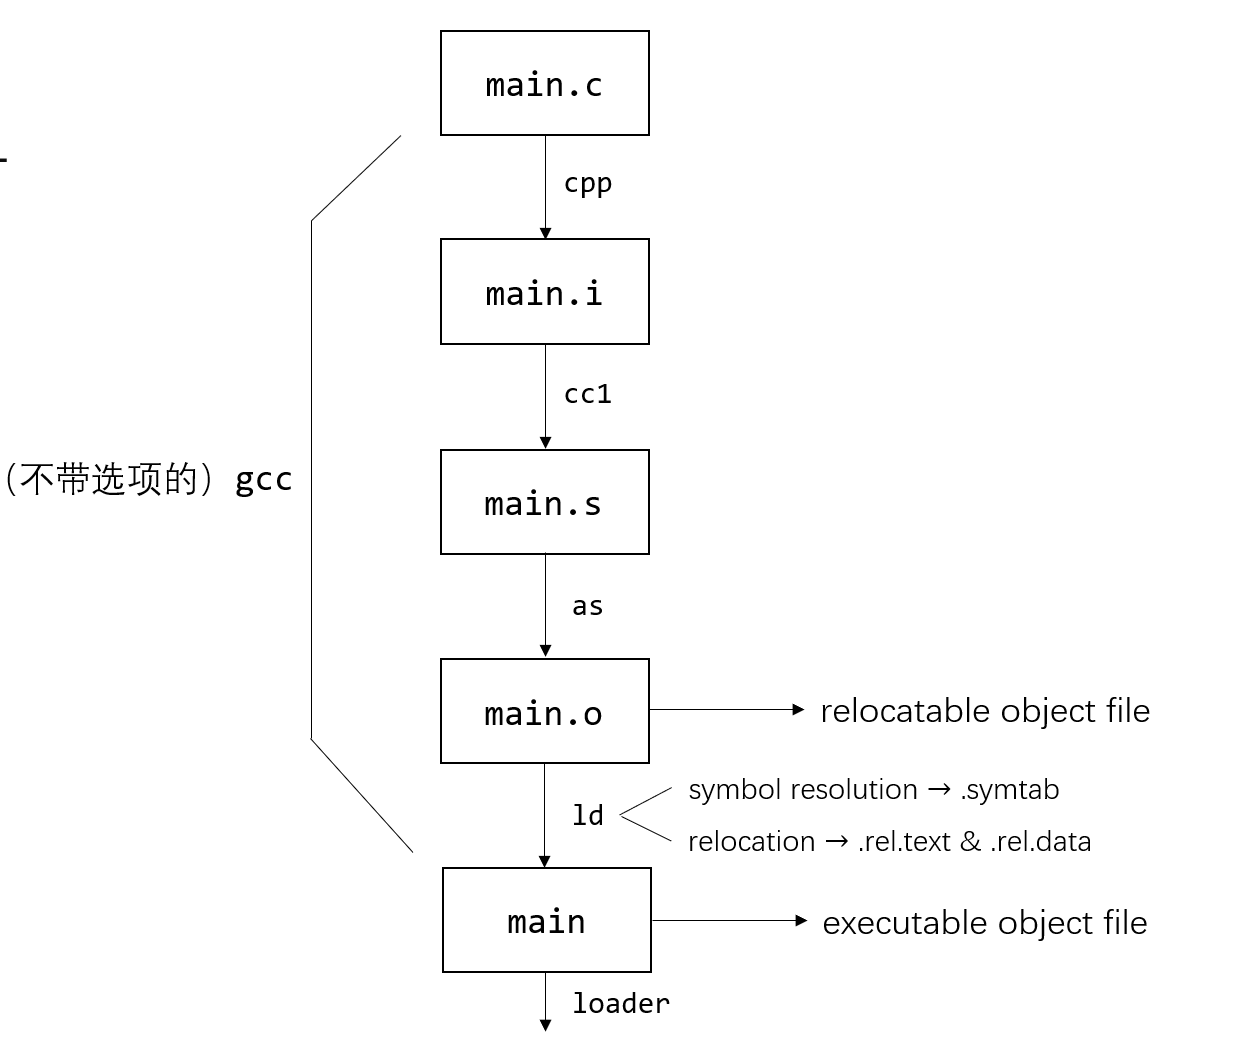 main.c
cpp
main.i
cc1
(不带选项的) gcc
main.s
as
main.o
relocatable object file
ld
symbol resolution → .symtab
relocation → .rel.text & .rel.data
main
executable object file
loader